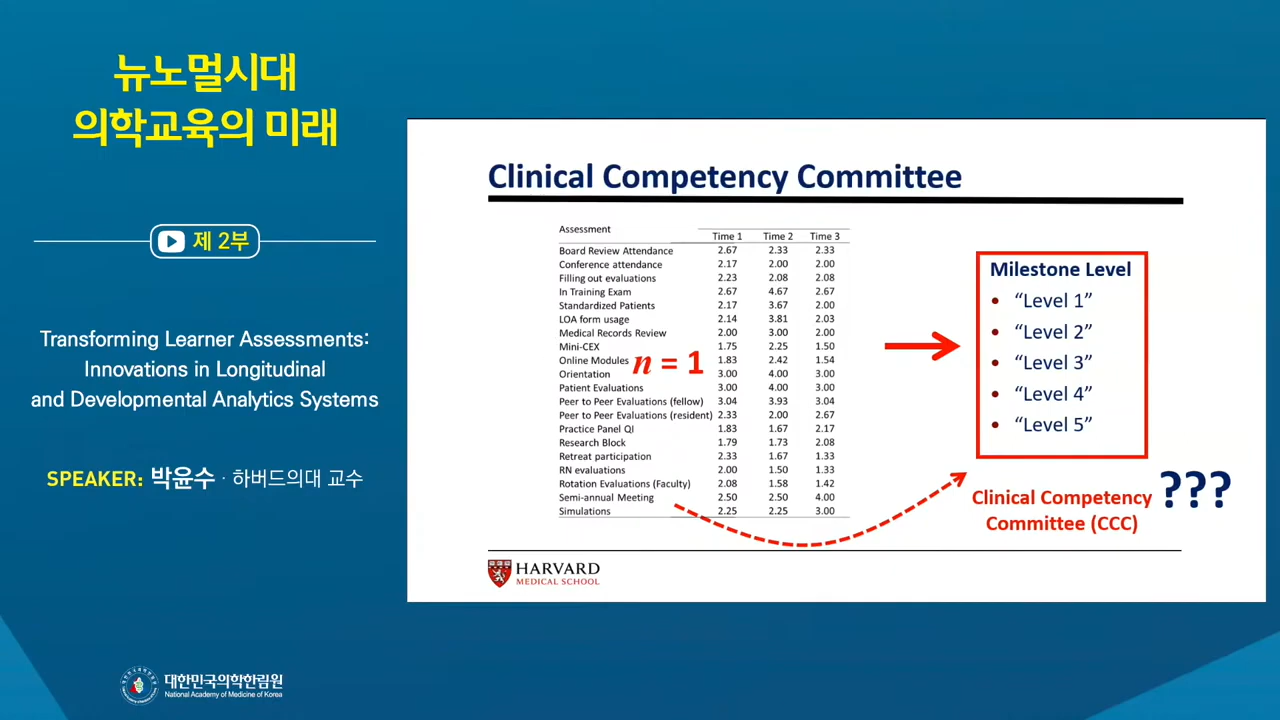 뉴노멀시대
의학교육의 미래
제 2부
Transforming Learner Assessments:
Innovations in Longitudinal
and Developmental Analytics Systems
SPEAKER: 박윤수 · 하버드의대 교수
대한민국의학한림원
National Academy of Medicine of Korea
Clinical Competency Committee
Assessment
Time 1 Time 2 Time 3
Board Review Attendance 2.67 2.33 2.33
Conference attendance 2.17 2.00 2.00
Filling out evaluations 2.23 2.08 2.08
In Training Exam 2.67 4.67 2.67
Standardized Patients 2.17 3.67 2.00
LOA form usage 2.14 3.81 2.03
Medical Records Review 2.00 3.00 2.00
Mini-CEX 1.75 2.25 1.50
Online Modules 1.83 2.42 1.54
Orientation 3.00 4.00 3.00
Patient Evaluations 3.00 4.00 3.00
Peer to Peer Evaluations (fellow) 3.04 3.93 3.04
Peer to Peer Evaluations (resident) 2.33 2.00 2.67
Practice Panel QI 1.83 1.67 2.17
Research Block 1.79 1.73 2.08
Retreat participation 2.33 1.67 1.33
RN evaluations 2.00 1.50 1.33
Rotation Evaluations (Faculty) 2.08 1.58 1.42
Semi-annual Meeting 2.50 2.50 4.00
Simulations 2.25 2.25 3.00
n = 1
Milestone Level
• “Level 1”
• “Level 2”
• “Level 3”
• “Level 4”
• “Level 5”
Clinical Competency
Committee (CCC)
???
HARVARD
MEDICAL SCHOOL